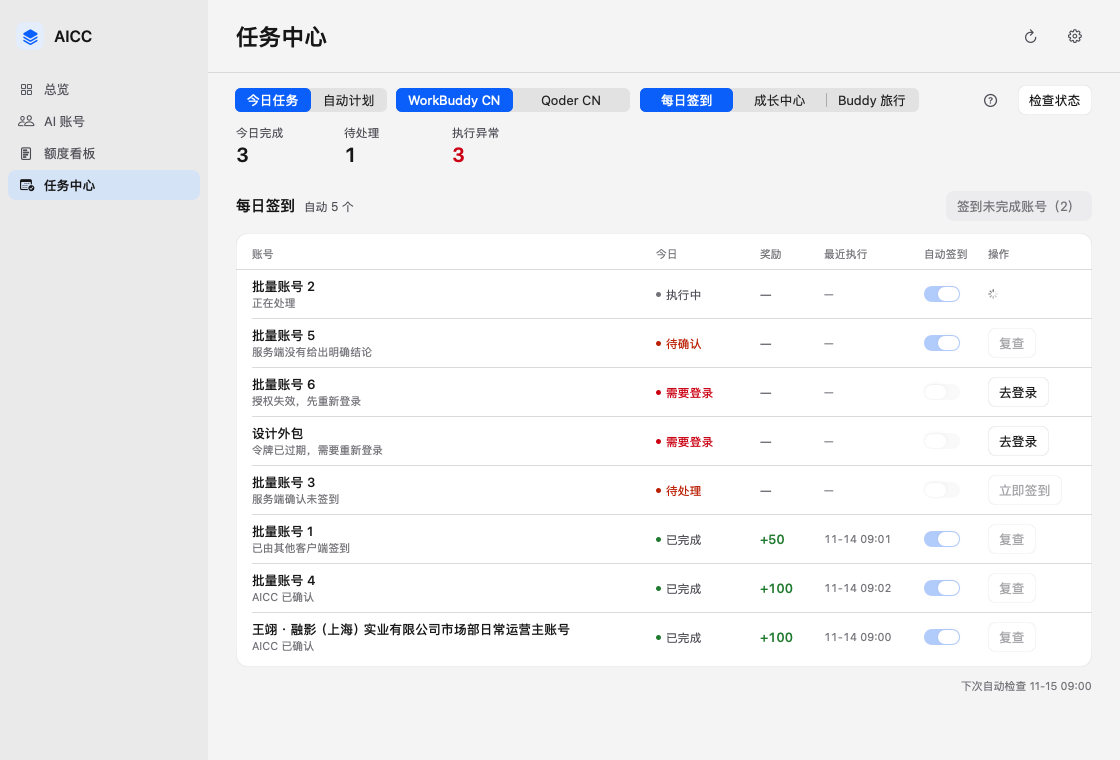 AICC
总览
AI 账号
额度看板
任务中心
任务中心
今日任务 自动计划 WorkBuddy CN Qoder CN 每日签到 成长中心 Buddy 旅行 检查状态
今日完成 待处理 执行异常
3 1 3
每日签到 自动 5 个 签到未完成账号（2）
账号 今日 奖励 最近执行 自动签到 操作
批量账号 2
正在处理
执行中 — —
批量账号 5
服务端没有给出明确结论
待确认 — — 复查
批量账号 6
授权失效，先重新登录
需要登录 — — 去登录
设计外包
令牌已过期，需要重新登录
需要登录 — — 去登录
批量账号 3
服务端确认未签到
待处理 — — 立即签到
批量账号 1
已由其他客户端签到
已完成 +50 11-14 09:01 复查
批量账号 4
AICC 已确认
已完成 +100 11-14 09:02 复查
王翊 · 融影（上海）实业有限公司市场部日常运营主账号
AICC 已确认
已完成 +100 11-14 09:00 复查
下次自动检查 11-15 09:00